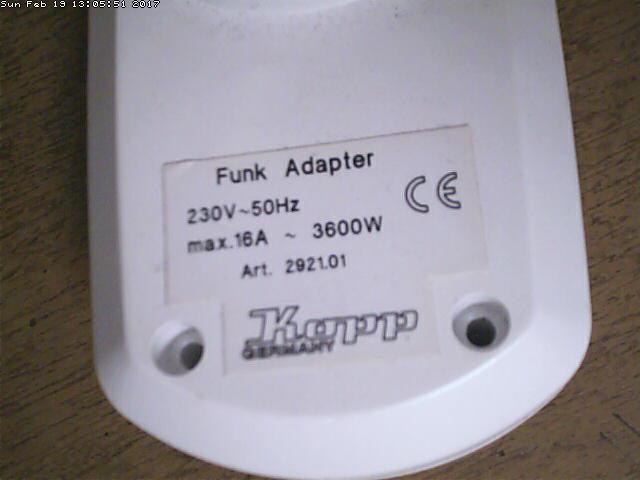 Sun Feb 19 13:05:51 2017
Funk Adapter
230V~50Hz
CE
max.16A ~ 3600W
Art. 2921.01
Kopp
GERMANY